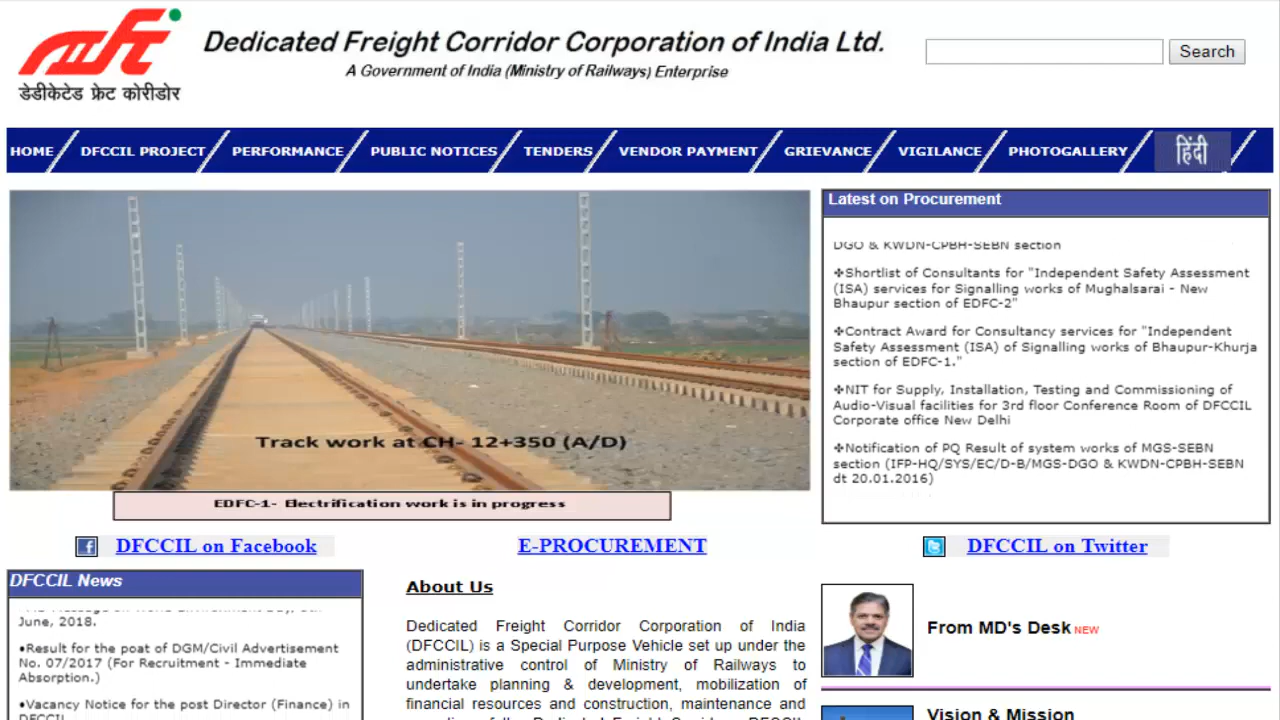 डेडीकेटेड फ्रेट कोरीडोर
Dedicated Freight Corridor Corporation of India Ltd.
A Government of India (Ministry of Railways) Enterprise
Search
HOME
DFCCIL PROJECT
PERFORMANCE
PUBLIC NOTICES
TENDERS
VENDOR PAYMENT
GRIEVANCE
VIGILANCE
PHOTOGALLERY
हिंदी
Track work at CH- 12+350 (A/D)
EDFC-1- Electrification work is in progress
Latest on Procurement
DGO & KWDN-CPBH-SEBN section
✤Shortlist of Consultants for "Independent Safety Assessment
(ISA) services for Signalling works of Mughalsarai - New
Bhaupur section of EDFC-2"
✤Contract Award for Consultancy services for "Independent
Safety Assessment (ISA) of Signalling works of Bhaupur-Khurja
section of EDFC-1."
✤NIT for Supply, Installation, Testing and Commissioning of
Audio-Visual facilities for 3rd floor Conference Room of DFCCIL
Corporate office New Delhi
✤Notification of PQ Result of system works of MGS-SEBN
section (IFP-HQ/SYS/EC/D-B/MGS-DGO & KWDN-CPBH-SEBN
dt 20.01.2016)
DFCCIL on Facebook
E-PROCUREMENT
DFCCIL on Twitter
DFCCIL News
Message on World Environment Day,
June, 2018.
•Result for the poat of DGM/Civil Advertisement
No. 07/2017 (For Recruitment - Immediate
Absorption.)
•Vacancy Notice for the post Director (Finance) in
DFCCIL
About Us
Dedicated Freight Corridor Corporation of India
(DFCCIL) is a Special Purpose Vehicle set up under the
administrative control of Ministry of Railways to
undertake planning & development, mobilization of
financial resources and construction, maintenance and
From MD's Desk NEW
Vision & Mission